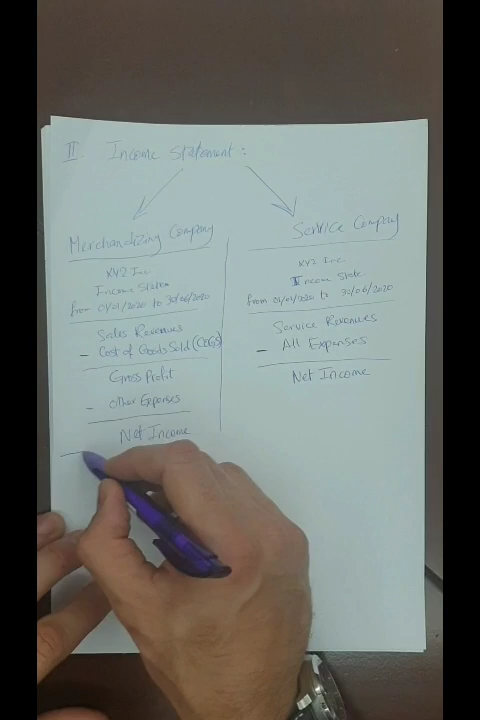 II. Income Statement:
Merchandizing Company
XYZ Inc.
Income Statem
from 01/01/2020 to 30/06/2020
Sales Revenues
- Cost of Goods Sold (COGS)
Gross Profit
- Other Expenses
Net Income
Service Company
XYZ Inc.
Income State.
from 01/01/2020 to 30/06/2020
Service Revenues
- All Expenses
Net Income